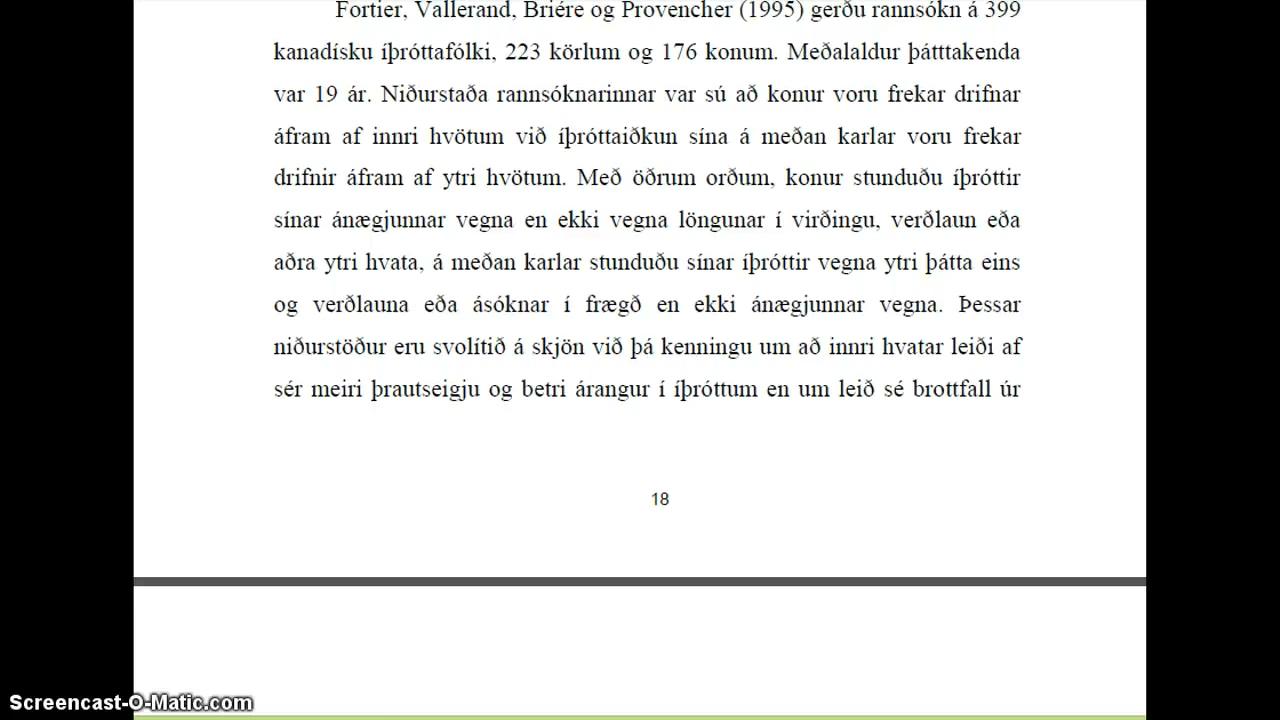 Fortier, Vallerand, Briére og Provencher (1995) gerðu rannsókn á 399
kanadísku íþróttafólki, 223 körlum og 176 konum. Meðalaldur þátttakenda
var 19 ár. Niðurstaða rannsóknarinnar var sú að konur voru frekar drifnar
áfram af innri hvötum við íþróttaiðkun sína á meðan karlar voru frekar
drifnir áfram af ytri hvötum. Með öðrum orðum, konur stunduðu íþróttir
sínar ánægjunnar vegna en ekki vegna löngunar í virðingu, verðlaun eða
aðra ytri hvata, á meðan karlar stunduðu sínar íþróttir vegna ytri þátta eins
og verðlauna eða ásóknar í frægð en ekki ánægjunnar vegna. Þessar
niðurstöður eru svolítið á skjön við þá kenningu um að innri hvatar leiði af
sér meiri þrautseigju og betri árangur í íþróttum en um leið sé brottfall úr
18
Screencast-O-Matic.com